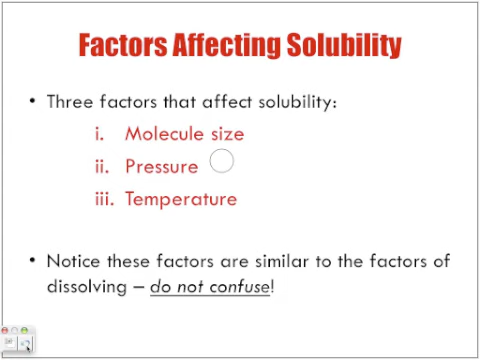 Factors Affecting Solubility
• Three factors that affect solubility:
i. Molecule size
ii. Pressure
iii. Temperature
• Notice these factors are similar to the factors of
dissolving – do not confuse!